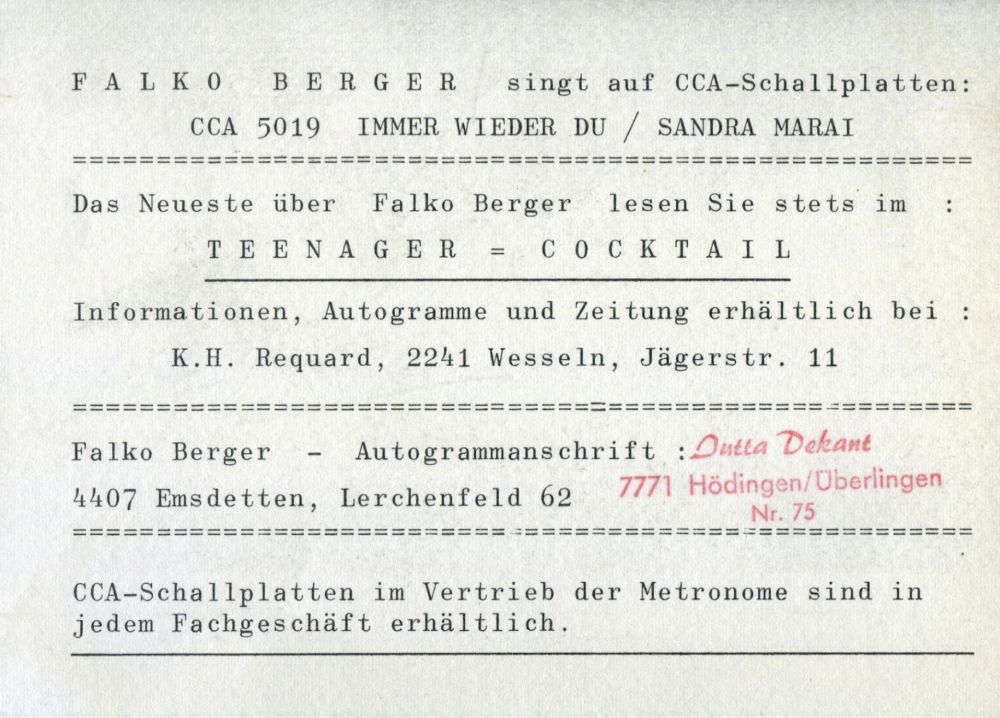 F A L K O   B E R G E R   singt auf CCA-Schallplatten:
CCA 5019  IMMER WIEDER DU / SANDRA MARAI
======================================================
Das Neueste über  Falko Berger  lesen Sie stets im  :
T E E N A G E R  =  C O C K T A I L
Informationen, Autogramme und Zeitung erhältlich bei :
K.H. Requard, 2241 Wesseln, Jägerstr. 11
======================================================
Falko Berger  -  Autogrammanschrift :
Jutta Dekant
4407 Emsdetten, Lerchenfeld 62
7771 Hödingen/Überlingen
Nr. 75
======================================================
CCA-Schallplatten im Vertrieb der Metronome sind in
jedem Fachgeschäft erhältlich.